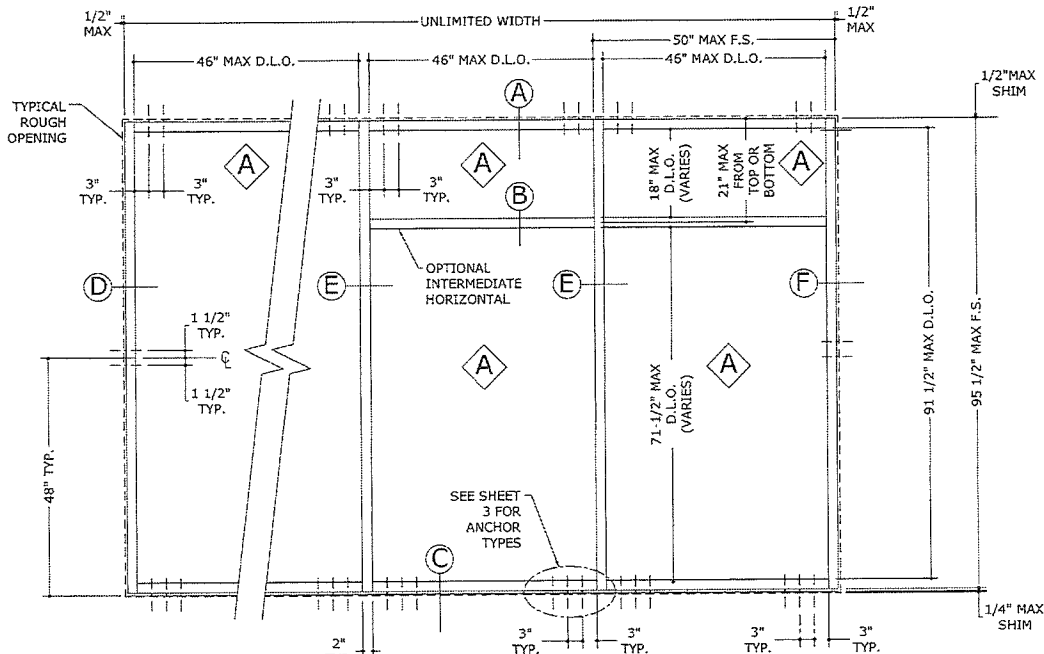 1/2"
MAX
UNLIMITED WIDTH
1/2"
MAX
50" MAX F.S.
46" MAX D.L.O.
46" MAX D.L.O.
46" MAX D.L.O.
TYPICAL
ROUGH
OPENING
A
1/2"MAX
SHIM
A
A
A
3"
TYP.
3"
TYP.
3"
TYP.
3"
TYP.
18" MAX
D.L.O.
(VARIES)
21" MAX
FROM
TOP OR
BOTTOM
B
OPTIONAL
INTERMEDIATE
HORIZONTAL
D
E
E
F
1 1/2"
TYP.
CL
1 1/2"
TYP.
A
A
71-1/2" MAX
D.L.O.
(VARIES)
91 1/2" MAX D.L.O.
95 1/2" MAX F.S.
48" TYP.
SEE SHEET
3 FOR
ANCHOR
TYPES
C
1/4" MAX
SHIM
2"
3"
TYP.
3"
TYP.
3"
TYP.
3"
TYP.